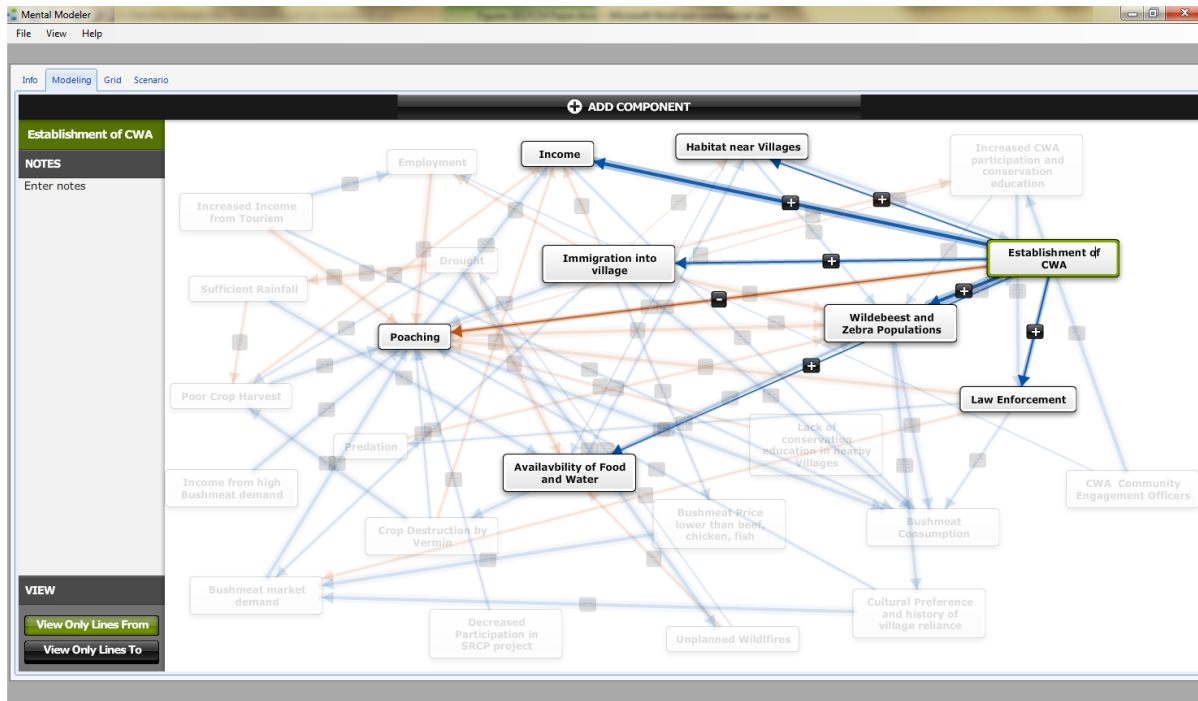 Mental Modeler
File View Help
Info Modeling Grid Scenario
ADD COMPONENT
Establishment of CWA
NOTES
Enter notes
Employment
Income
Habitat near Villages
Increased CWA
participation and
conservation
education
Increased Income
from Tourism
Drought
Immigration into
village
Establishment of
CWA
Sufficient Rainfall
Poaching
Wildebeest and
Zebra Populations
Poor Crop Harvest
Law Enforcement
Predation
Lack of
conservation
education in nearby
Villages
Income from high
Bushmeat demand
Availavbility of Food
and Water
CWA Community
Engagement Officers
Crop Destruction by
Vermin
Bushmeat Price
lower than beef,
chicken, fish
Bushmeat
Consumption
Bushmeat market
demand
Cultural Preference
and history of
village reliance
Decreased
Participation in
SRCP project
Unplanned Wildlfires
VIEW
View Only Lines From
View Only Lines To